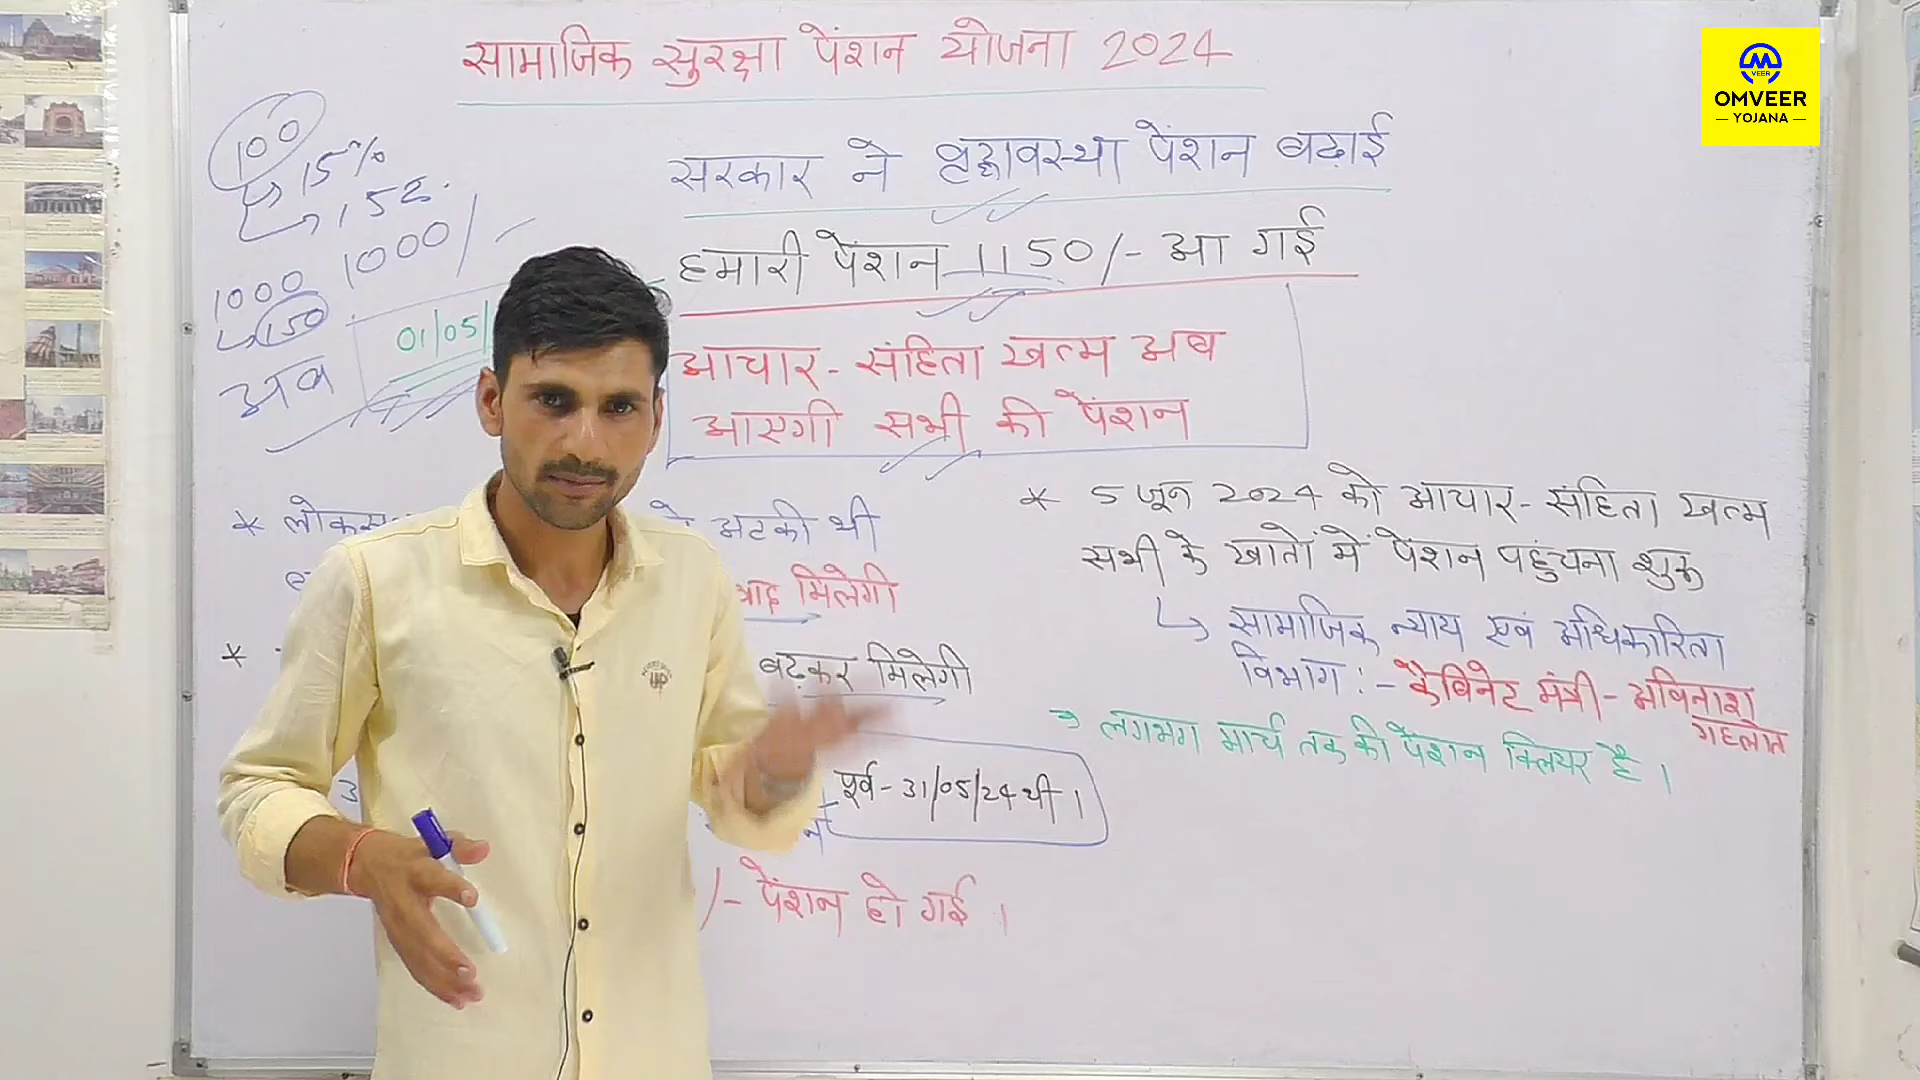 सामाजिक सुरक्षा पेंशन योजना 2024
VEER
OMVEER
— YOJANA —
सरकार ने वृद्धावस्था पेंशन बढ़ाई
हमारी पेंशन 1150/- आ गई
आचार-संहिता खत्म अब
आएगी सभी की पेंशन
100
15%
1000/-
1000
150
अब
01/05/
* लोकस
अटकी थी
मिलेगी
*
बढ़कर मिलेगी
पूर्व-31/05/24 थी।
/- पेंशन हो गई।
* 5 जून 2024 को आचार-संहिता खत्म
सभी के खातों में पेंशन पहुंचना शुरू
सामाजिक न्याय एवं अधिकारिता
विभाग:- कैबिनेट मंत्री- अविनाश
गहलोत
→ लगभग मार्च तक की पेंशन क्लियर है।